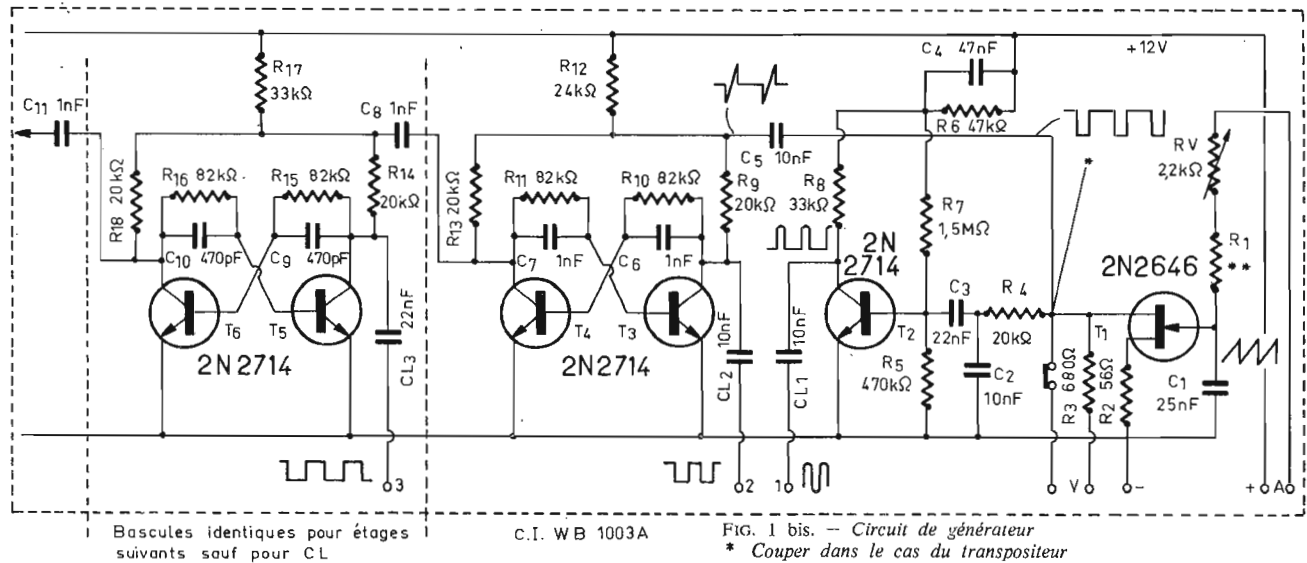 R17
33kΩ
R12
24kΩ
C4
47nF
+12V
C11 1nF
C8 1nF
R6 47kΩ
C5
10nF
*
RV
2,2kΩ
R18 20kΩ
R16 82kΩ
R15 82kΩ
R14
20kΩ
R13 20kΩ
R11 82kΩ
R10 82kΩ
R9
20kΩ
R8
33kΩ
R7
1,5MΩ
R1
**
C10
470pF
C9
470pF
C7
1nF
C6
1nF
2N
2714
2N2646
T6
T5
T4
T3
T2
C3
22nF
R4
20kΩ
T1
2N2714
22nF
CL3
2N2714
10nF
CL2
10nF
CL1
R5
470kΩ
C2
10nF
R3 680Ω
R2 56Ω
C1
25nF
3
2
1
V
-
+
A
Bascules identiques pour étages
suivants sauf pour CL
C.I. WB 1003A
FIG. 1 bis. — Circuit de générateur
* Couper dans le cas du transpositeur